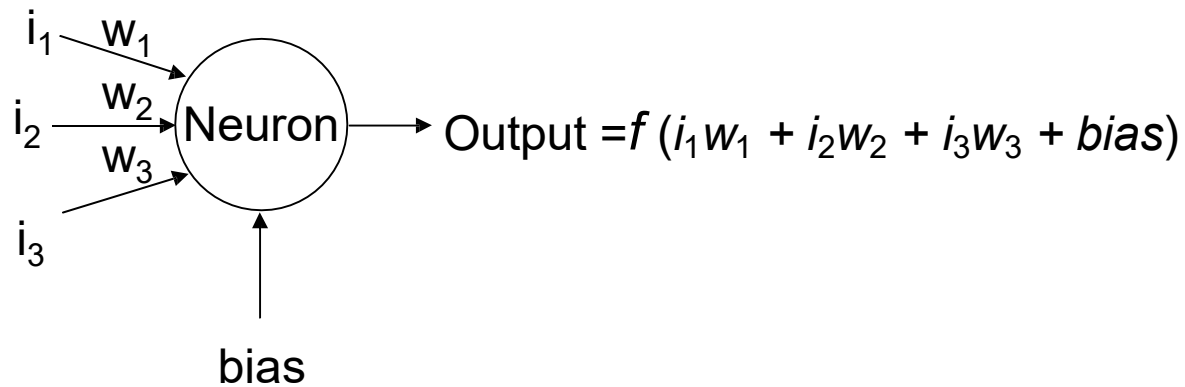 i₁ w₁
w₂
i₂ Neuron Output =f (i₁w₁ + i₂w₂ + i₃w₃ + bias)
w₃
i₃
bias